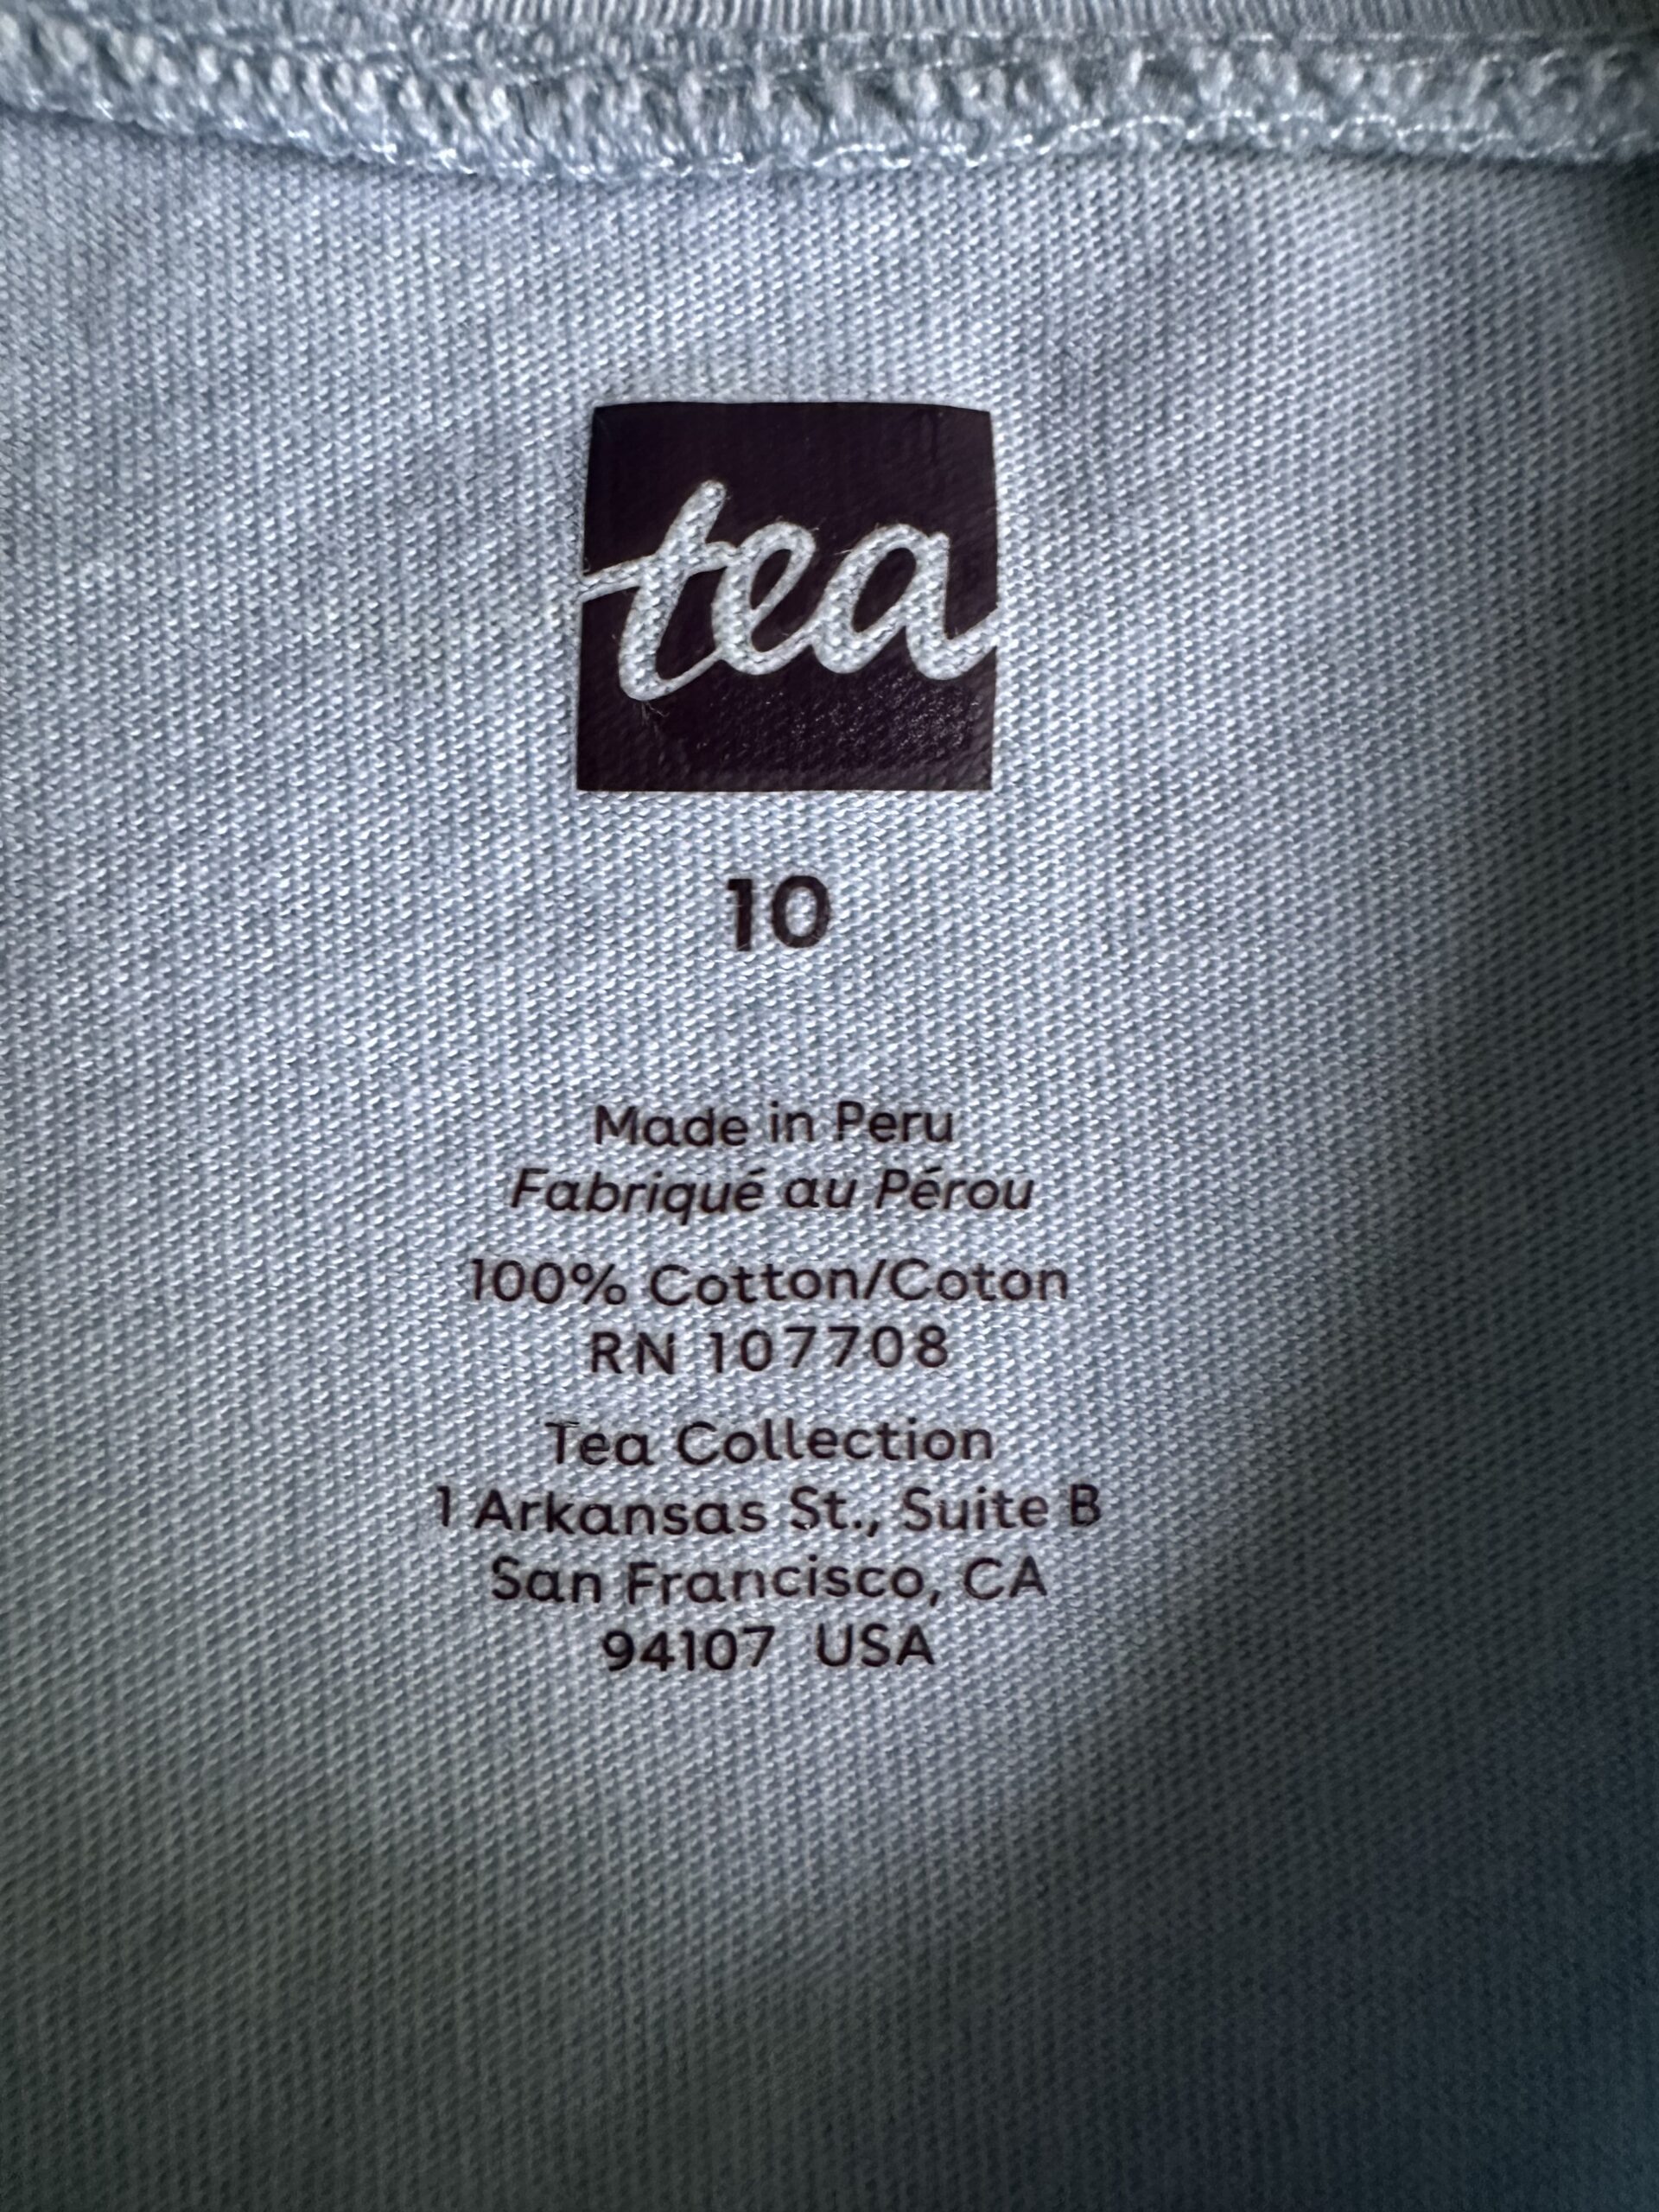 tea
10
Made in Peru
Fabriqué au Pérou
100% Cotton/Coton
RN 107708
Tea Collection
1 Arkansas St., Suite B
San Francisco, CA
94107 USA